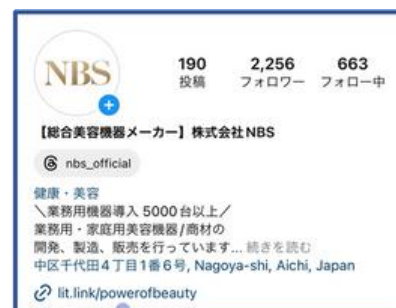 NBS
190 2,256 663
投稿 フォロワー フォロー中
【総合美容機器メーカー】株式会社NBS
nbs_official
健康・美容
＼業務用機器導入 5000台以上／
業務用・家庭用美容機器/商材の
開発、製造、販売を行っています... 続きを読む
中区千代田4丁目1番6号, Nagoya-shi, Aichi, Japan
lit.link/powerofbeauty